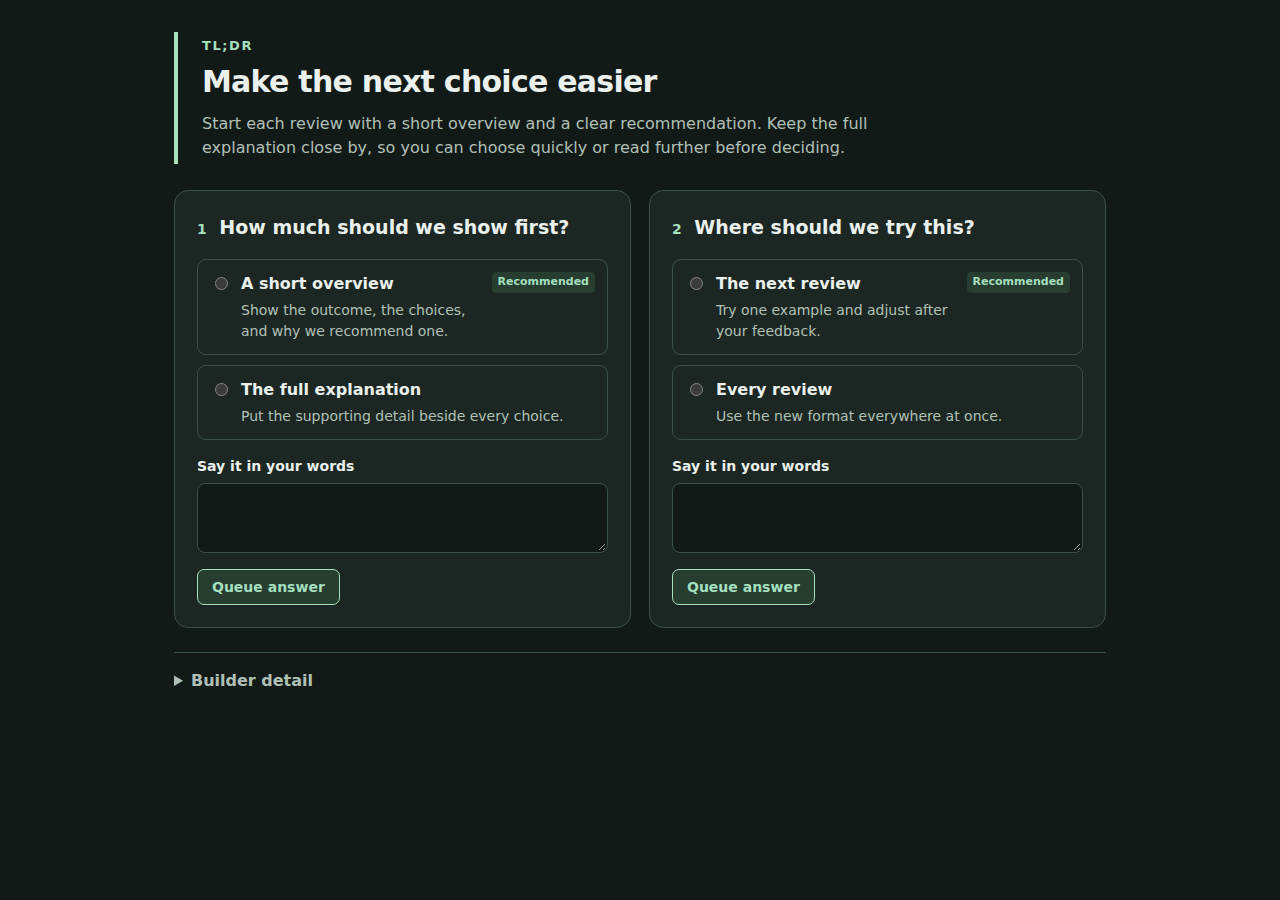 TL;DR
Make the next choice easier
Start each review with a short overview and a clear recommendation. Keep the full
explanation close by, so you can choose quickly or read further before deciding.
1 How much should we show first?
A short overview
Recommended
Show the outcome, the choices,
and why we recommend one.
The full explanation
Put the supporting detail beside every choice.
Say it in your words
Queue answer
2 Where should we try this?
The next review
Recommended
Try one example and adjust after
your feedback.
Every review
Use the new format everywhere at once.
Say it in your words
Queue answer
Builder detail